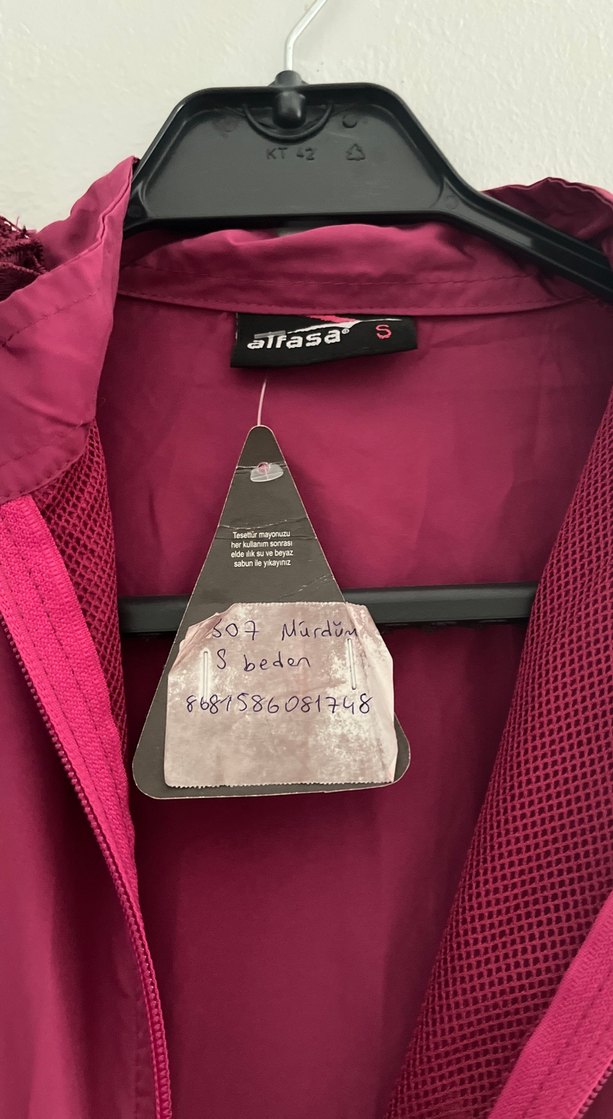 KT 42
alfasa® S
Tesettür mayonuzu
her kullanım sonrası
elde ılık su ve beyaz
sabun ile yıkayınız
507 Mürdüm
S beden
8681586081748